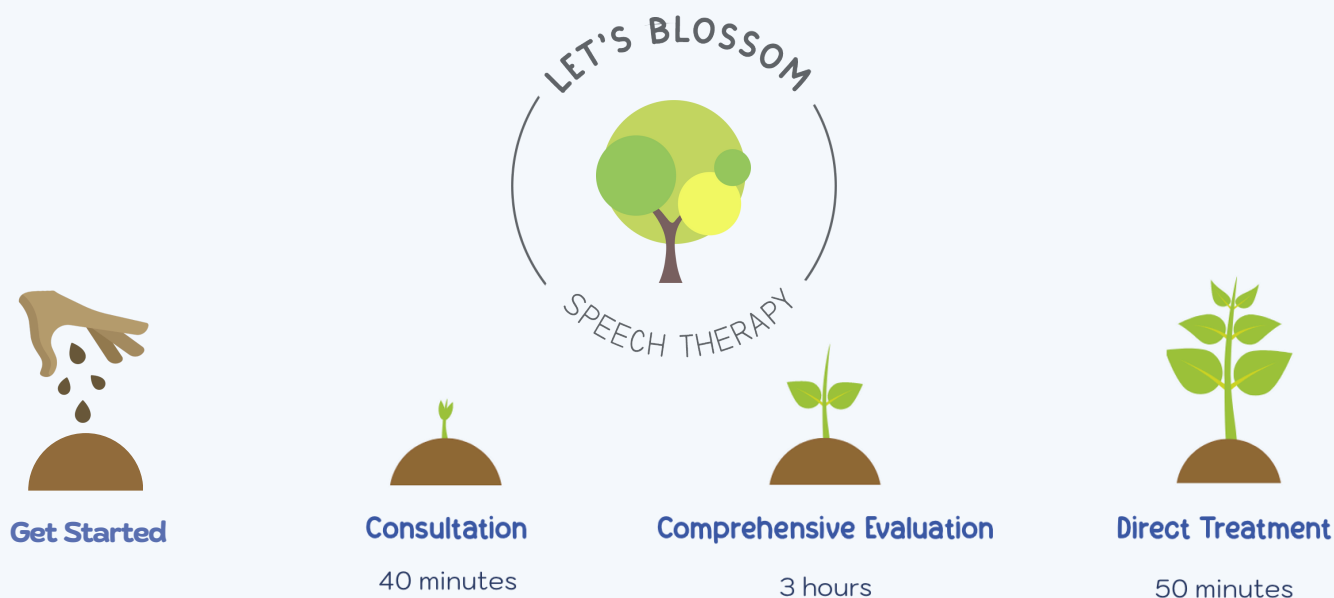 LET'S BLOSSOM
SPEECH THERAPY
Get Started
Consultation
40 minutes
Comprehensive Evaluation
3 hours
Direct Treatment
50 minutes